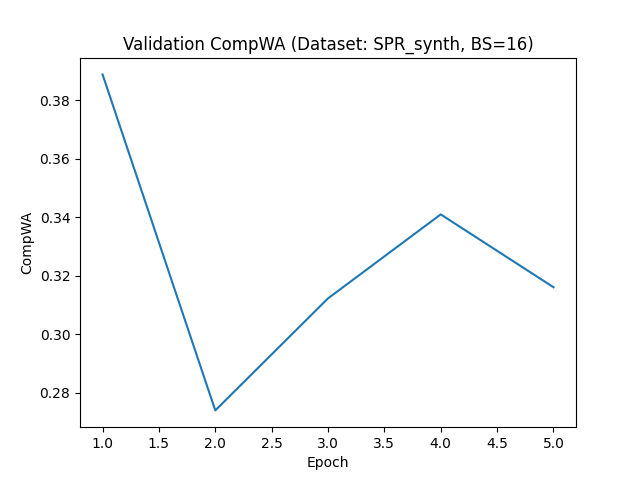 Validation CompWA (Dataset: SPR_synth, BS=16)
CompWA
0.38
0.36
0.34
0.32
0.30
0.28
1.0 1.5 2.0 2.5 3.0 3.5 4.0 4.5 5.0
Epoch